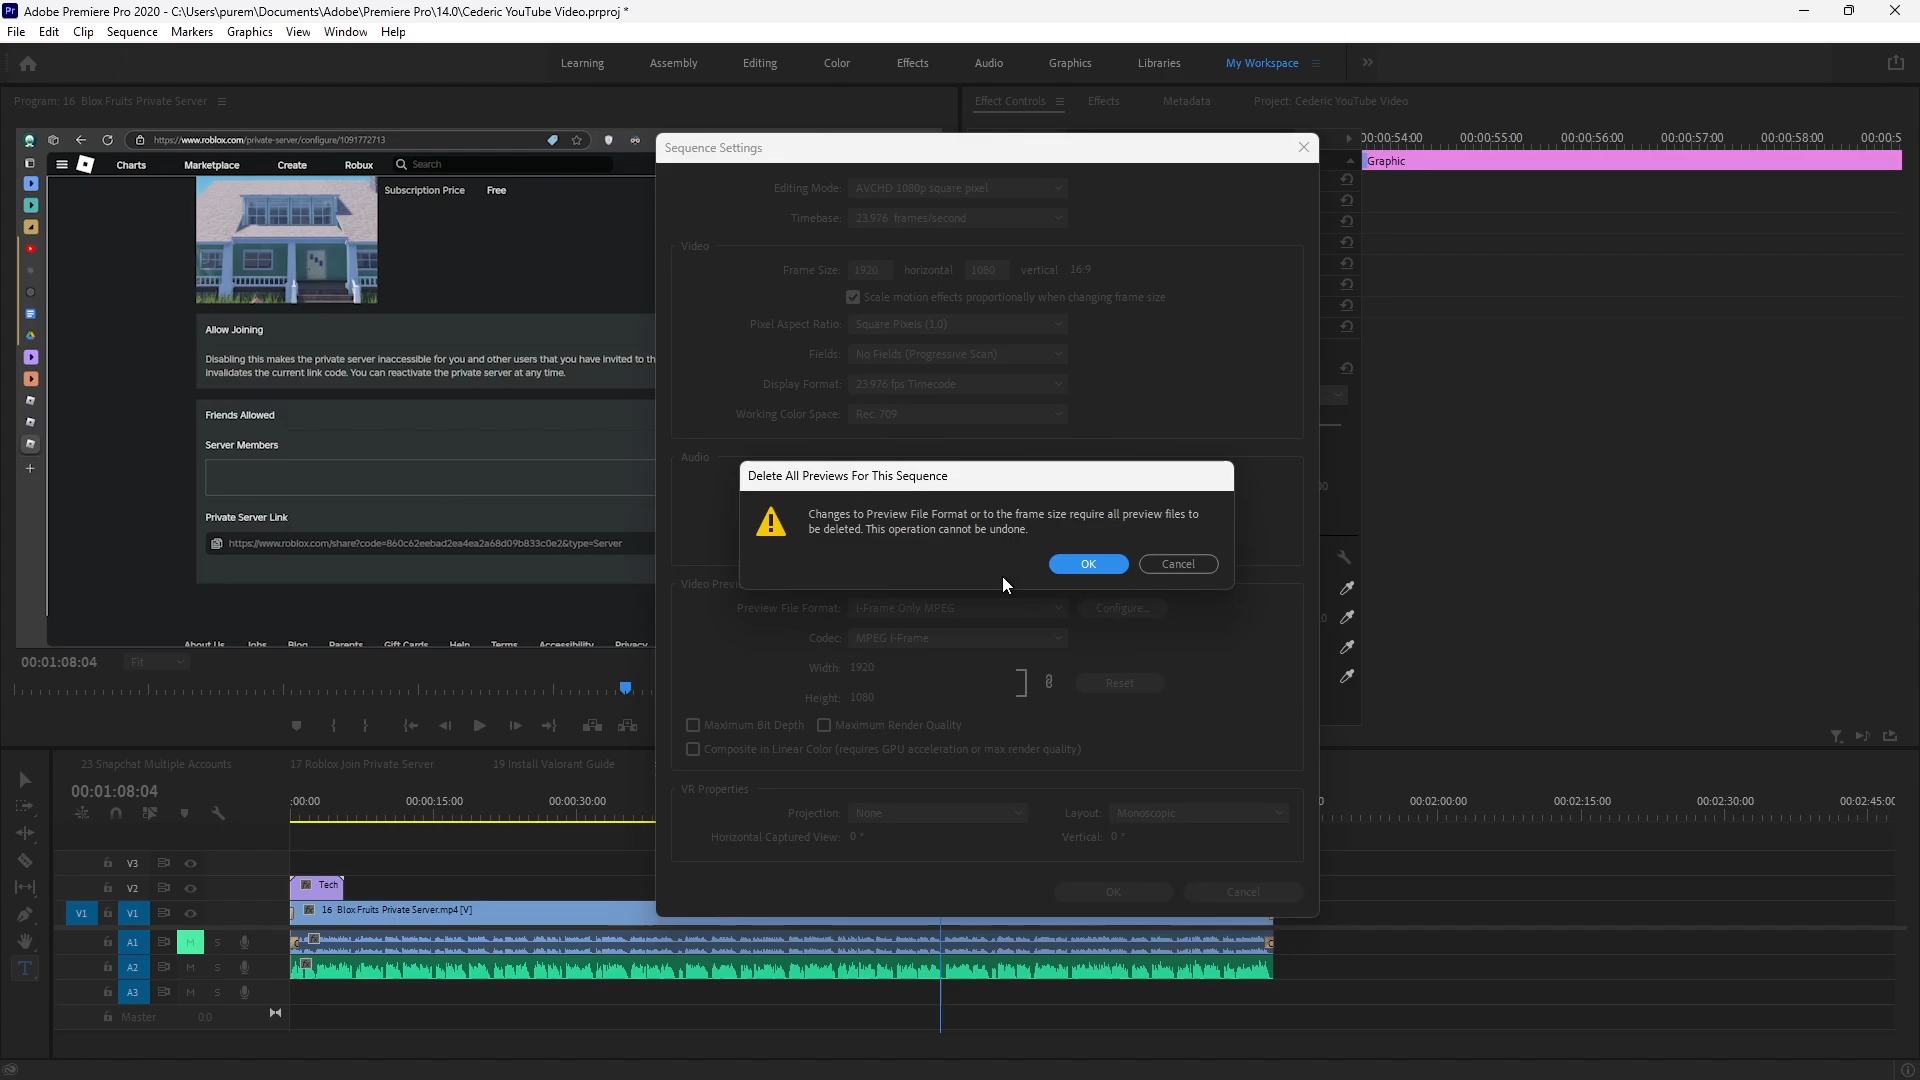 Adobe Premiere Pro 2020 - C:\Users\purem\Documents\Adobe\Premiere Pro\14.0\Cederic YouTube Video.prproj *
File Edit Clip Sequence Markers Graphics View Window Help
Learning Assembly Editing Color Effects Audio Graphics Libraries My Workspace
Program: 16 Blox Fruits Private Server
Effect Controls Effects Metadata Project: Cederic YouTube Video
https://www.roblox.com/private-server/configure/1091772713
Charts Marketplace Create Robux Search
Subscription Price Free
Allow Joining
Disabling this makes the private server inaccessible for you and other users that you have invited to th
invalidates the current link code. You can reactivate the private server at any time.
Friends Allowed
Server Members
Private Server Link
https://www.roblox.com/share?code=860c62eebad2ea4ea2a68d09b833c0e2&type=Server
About Us Jobs Blog Parents Gift Cards Help Terms Accessibility Privacy
00:01:08:04 Fit
00:00:54:00 00:00:55:00 00:00:56:00 00:00:57:00 00:00:58:00 00:00:5
Graphic
Sequence Settings
Editing Mode: AVCHD 1080p square pixel
Timebase: 23.976 frames/second
Video
Frame Size: 1920 horizontal 1080 vertical 16:9
Scale motion effects proportionally when changing frame size
Pixel Aspect Ratio: Square Pixels (1.0)
Fields: No Fields (Progressive Scan)
Display Format: 23.976 fps Timecode
Working Color Space: Rec. 709
Audio
Delete All Previews For This Sequence
Changes to Preview File Format or to the frame size require all preview files to
be deleted. This operation cannot be undone.
OK Cancel
Video Previ
Preview File Format: I-Frame Only MPEG Configure...
Codec: MPEG I-Frame
Width: 1920
Height: 1080
Reset
Maximum Bit Depth Maximum Render Quality
Composite in Linear Color (requires GPU acceleration or max render quality)
VR Properties
Projection: None Layout: Monoscopic
Horizontal Captured View: 0 ° Vertical: 0 °
OK Cancel
23 Snapchat Multiple Accounts 17 Roblox Join Private Server 19 Install Valorant Guide
00:01:08:04
:00:00 00:00:15:00 00:00:30:00 00:02:00:00 00:02:15:00 00:02:30:00 00:02:45:00
V3
V2 fx Tech
V1 V1 fx 16 Blox Fruits Private Server.mp4 [V]
A1 M S
A2 M S
A3 M S
Master 0.0